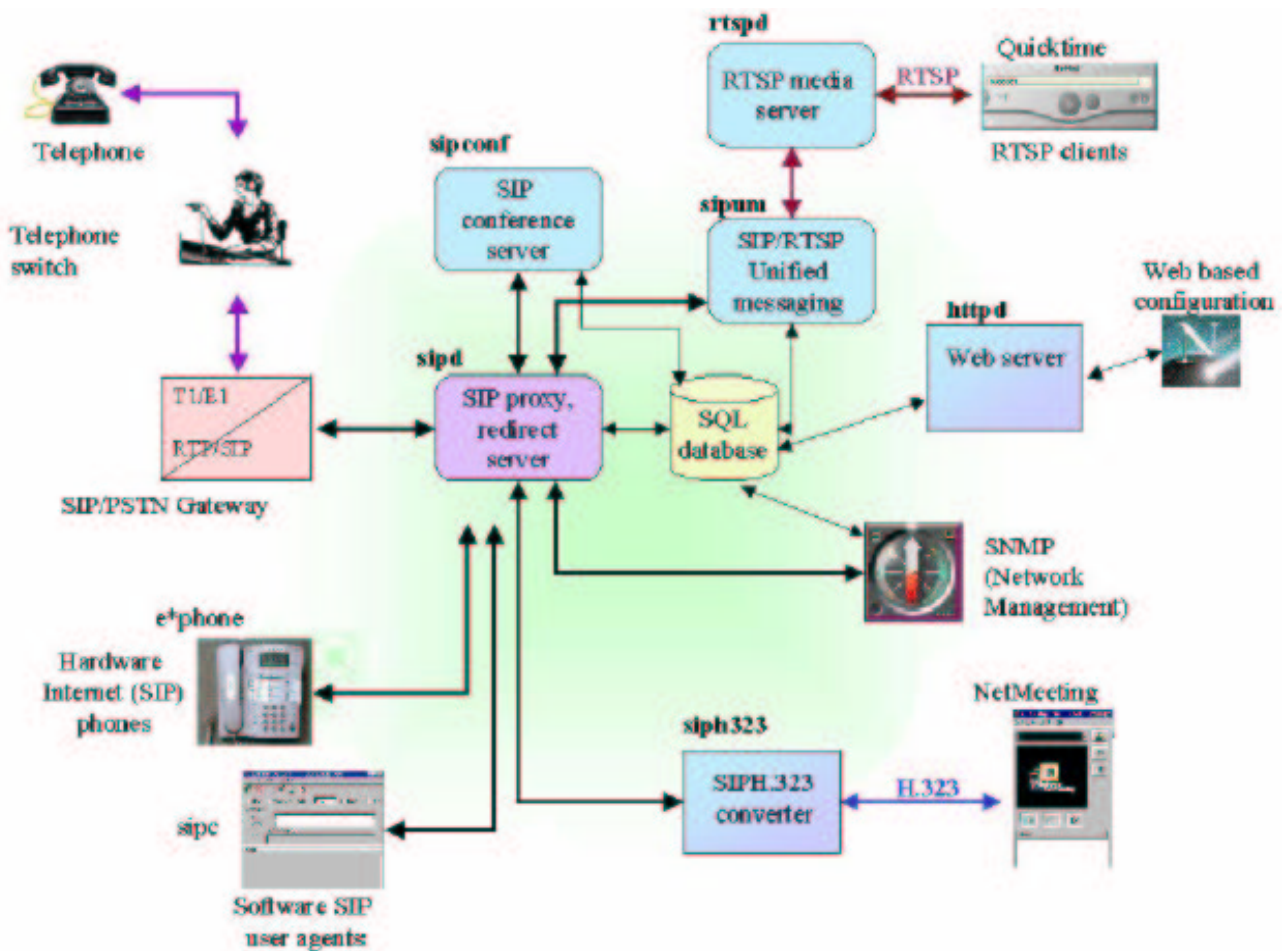 rtspd
Quicktime
RTSP media
server
RTSP
RTSP clients
Telephone
sipconf
SIP
conference
server
sipum
SIP/RTSP
Unified
messaging
Telephone
switch
Web based
configuration
httpd
Web server
sipd
T1/E1
RTP/SIP
SIP proxy,
redirect
server
SQL
database
SIP/PSTN Gateway
SNMP
(Network
Management)
e*phone
Hardware
Internet (SIP)
phones
NetMeeting
siph323
SIPH.323
converter
H.323
sipc
Software SIP
user agents